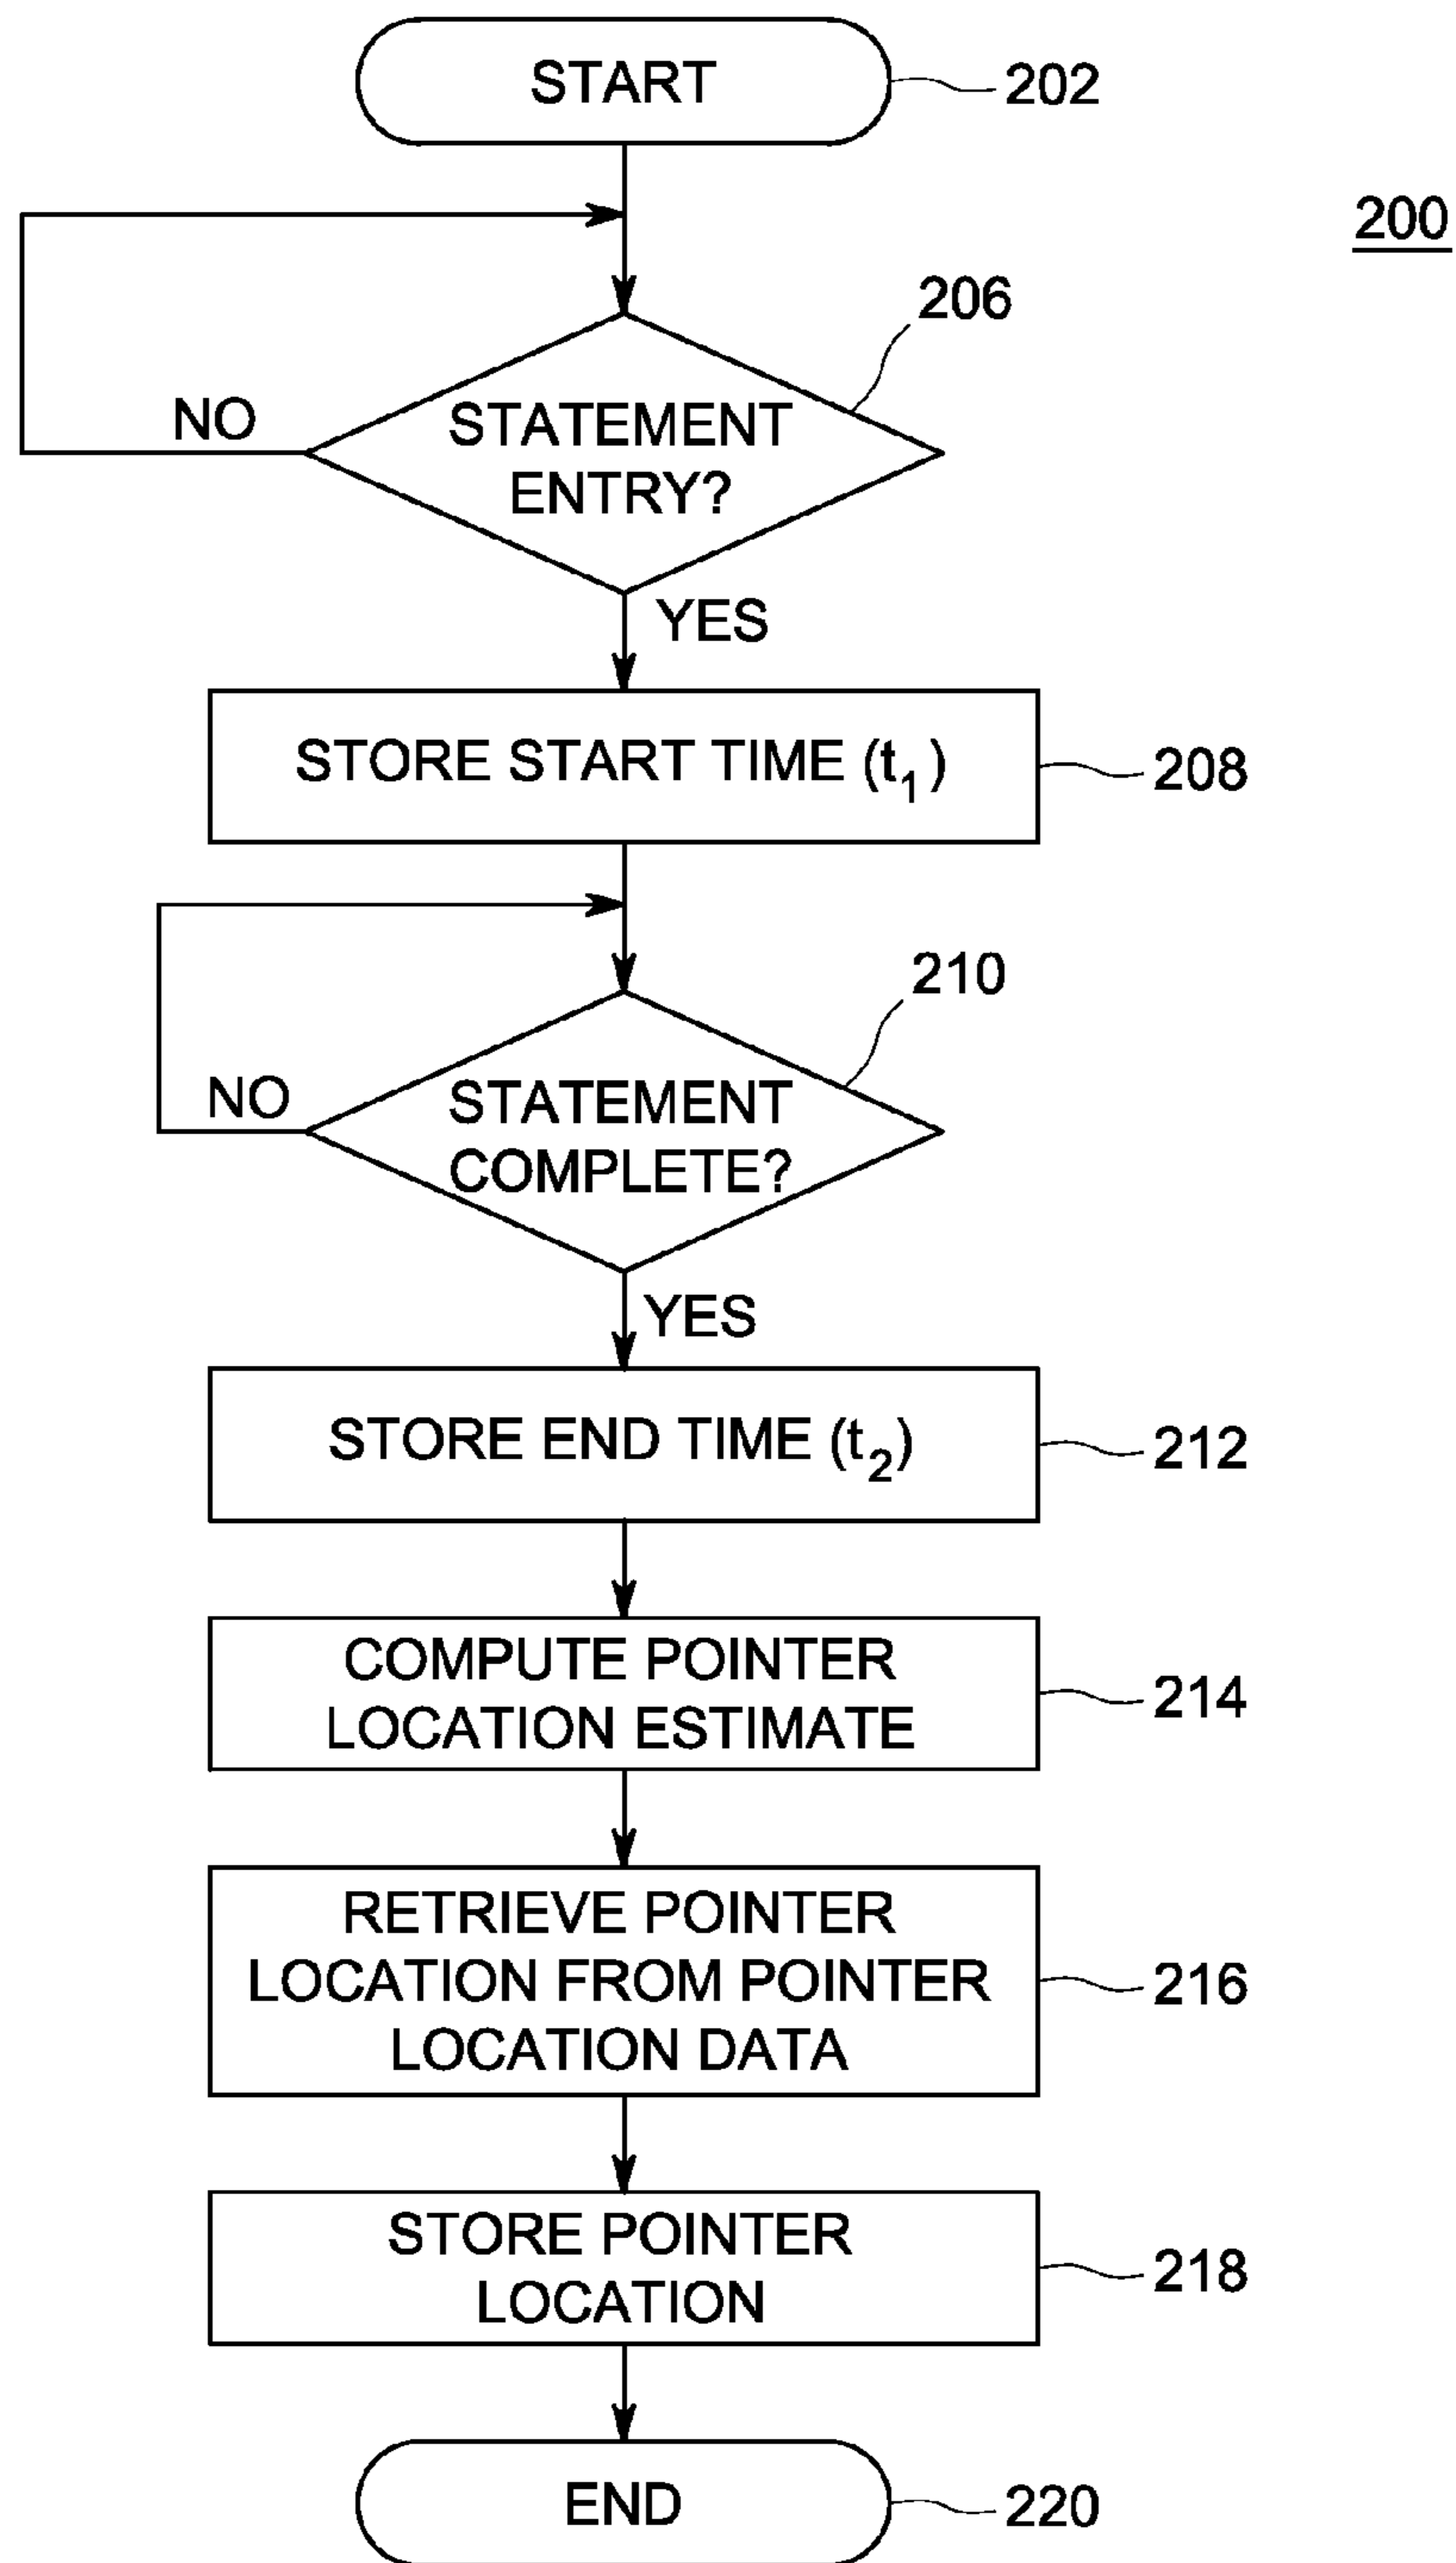 START
202
200
206
NO
STATEMENT
ENTRY?
YES
STORE START TIME (t1)
208
210
NO
STATEMENT
COMPLETE?
YES
STORE END TIME (t2)
212
COMPUTE POINTER
LOCATION ESTIMATE
214
RETRIEVE POINTER
LOCATION FROM POINTER
LOCATION DATA
216
STORE POINTER
LOCATION
218
END
220